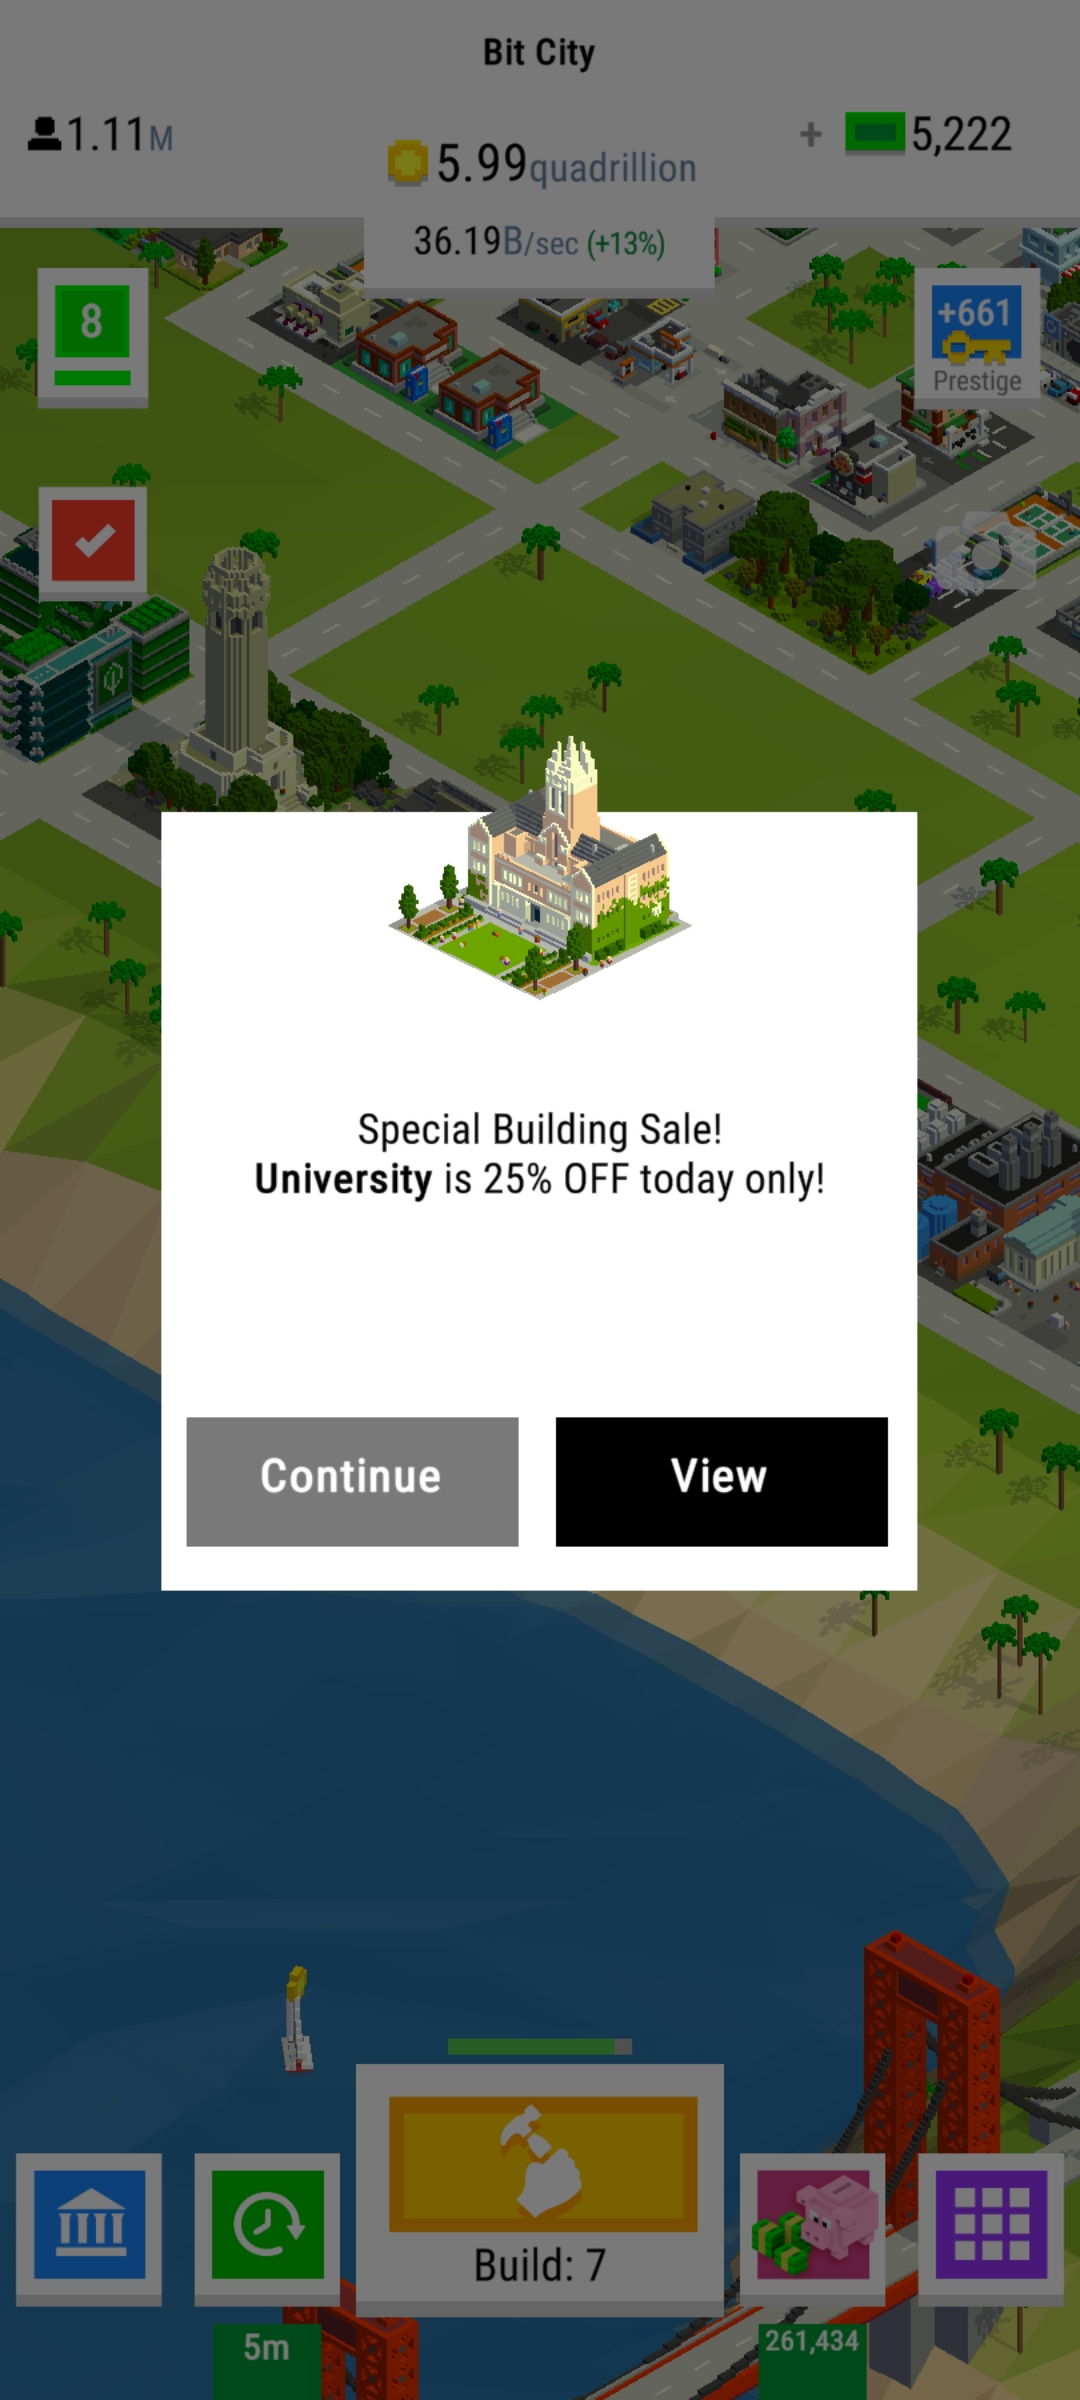 Bit City
1.11M
5.99quadrillion
+ 5,222
36.19B/sec (+13%)
8
+661
Prestige
Special Building Sale!
University is 25% OFF today only!
Continue
View
Build: 7
5m
261,434